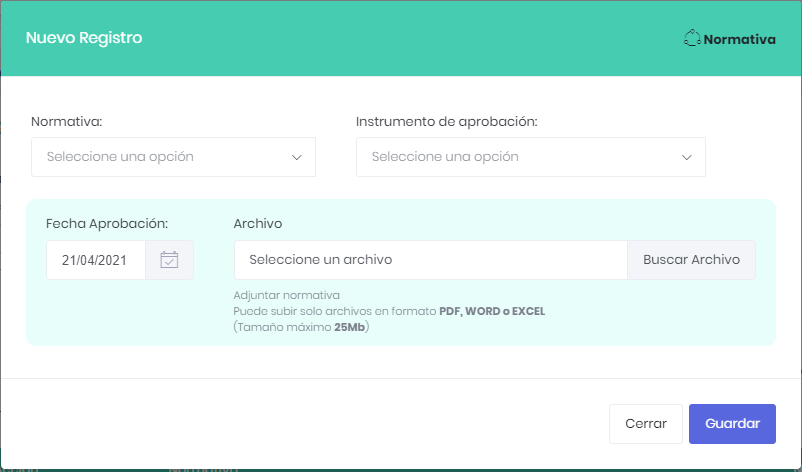 Nuevo Registro
Normativa
Normativa:
Instrumento de aprobación:
Seleccione una opción
Seleccione una opción
Fecha Aprobación:
Archivo
21/04/2021
Seleccione un archivo
Buscar Archivo
Adjuntar normativa
Puede subir solo archivos en formato PDF, WORD o EXCEL
(Tamaño máximo 25Mb)
Cerrar
Guardar